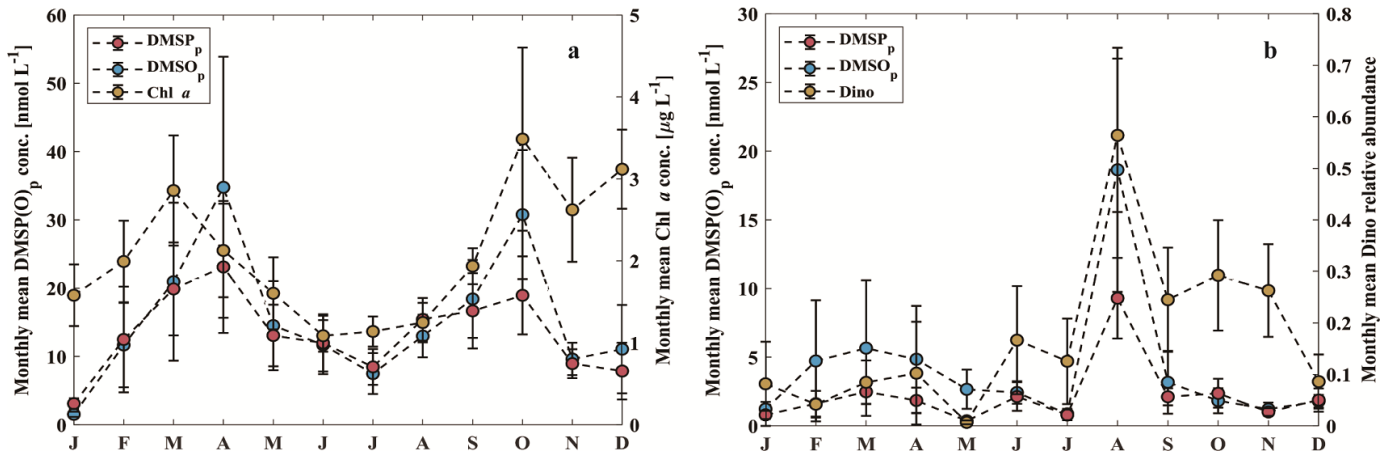 Monthly mean DMSP(O)p conc. [nmol L-1]
60
50
40
30
20
10
0
DMSPp
DMSOp
Chl a
a
5
4
3
2
1
0
Monthly mean Chl a conc. [µg L-1]
J F M A M J J A S O N D
Monthly mean DMSP(O)p conc. [nmol L-1]
30
25
20
15
10
5
0
DMSPp
DMSOp
Dino
b
0.8
0.7
0.6
0.5
0.4
0.3
0.2
0.1
0
Monthly mean Dino relative abundance
J F M A M J J A S O N D